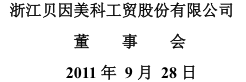 浙江贝因美科工贸股份有限公司
董 事 会
2011 年 9 月 28 日